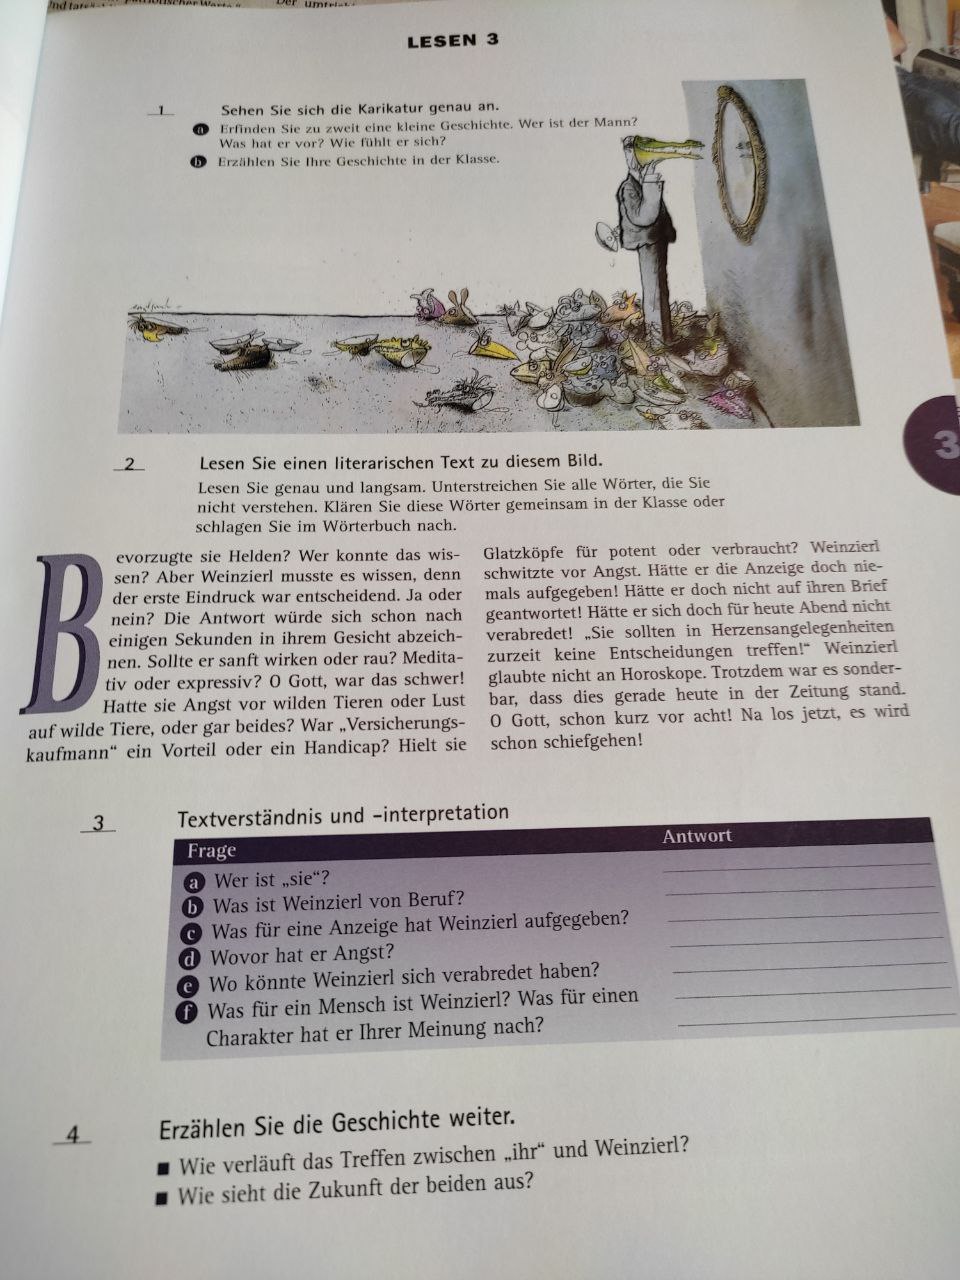 LESEN 3
1 Sehen Sie sich die Karikatur genau an.
a Erfinden Sie zu zweit eine kleine Geschichte. Wer ist der Mann?
Was hat er vor? Wie fühlt er sich?
b Erzählen Sie Ihre Geschichte in der Klasse.
2 Lesen Sie einen literarischen Text zu diesem Bild.
Lesen Sie genau und langsam. Unterstreichen Sie alle Wörter, die Sie
nicht verstehen. Klären Sie diese Wörter gemeinsam in der Klasse oder
schlagen Sie im Wörterbuch nach.
3
Bevorzugte sie Helden? Wer konnte das wis-
sen? Aber Weinzierl musste es wissen, denn
der erste Eindruck war entscheidend. Ja oder
nein? Die Antwort würde sich schon nach
einigen Sekunden in ihrem Gesicht abzeich-
nen. Sollte er sanft wirken oder rau? Medita-
tiv oder expressiv? O Gott, war das schwer!
Hatte sie Angst vor wilden Tieren oder Lust
auf wilde Tiere, oder gar beides? War „Versicherungs-
kaufmann“ ein Vorteil oder ein Handicap? Hielt sie
Glatzköpfe für potent oder verbraucht? Weinzierl
schwitzte vor Angst. Hätte er die Anzeige doch nie-
mals aufgegeben! Hätte er doch nicht auf ihren Brief
geantwortet! Hätte er sich doch für heute Abend nicht
verabredet! „Sie sollten in Herzensangelegenheiten
zurzeit keine Entscheidungen treffen!“ Weinzierl
glaubte nicht an Horoskope. Trotzdem war es sonder-
bar, dass dies gerade heute in der Zeitung stand.
O Gott, schon kurz vor acht! Na los jetzt, es wird
schon schiefgehen!
3 Textverständnis und -interpretation
Frage Antwort
a Wer ist „sie“?
b Was ist Weinzierl von Beruf?
c Was für eine Anzeige hat Weinzierl aufgegeben?
d Wovor hat er Angst?
e Wo könnte Weinzierl sich verabredet haben?
f Was für ein Mensch ist Weinzierl? Was für einen
Charakter hat er Ihrer Meinung nach?
4 Erzählen Sie die Geschichte weiter.
■ Wie verläuft das Treffen zwischen „ihr“ und Weinzierl?
■ Wie sieht die Zukunft der beiden aus?